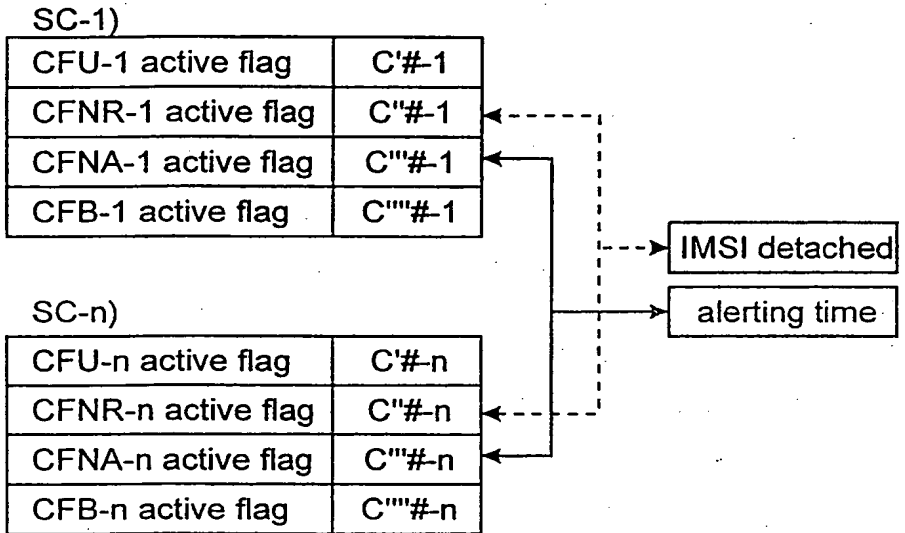 SC-1)
CFU-1 active flag C'#-1
CFNR-1 active flag C"#-1
CFNA-1 active flag C'"#-1
CFB-1 active flag C""#-1
IMSI detached
alerting time
SC-n)
CFU-n active flag C'#-n
CFNR-n active flag C"#-n
CFNA-n active flag C'"#-n
CFB-n active flag C""#-n